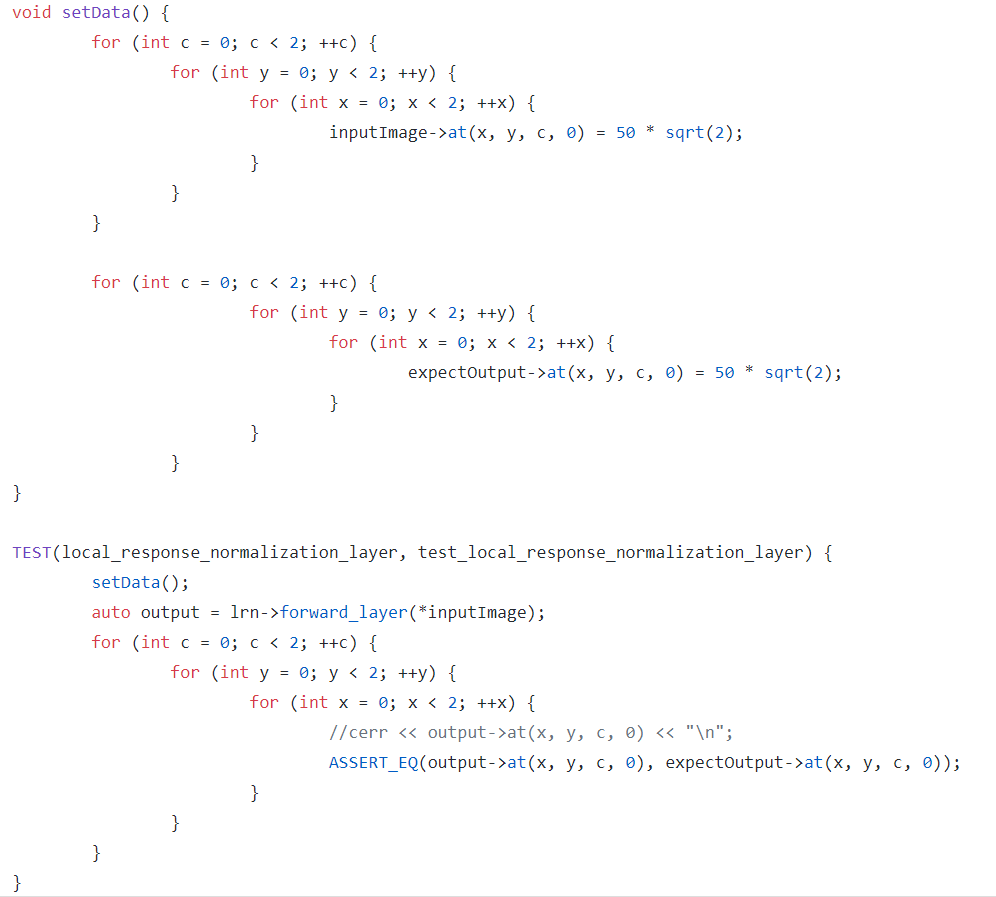 void setData() {
        for (int c = 0; c < 2; ++c) {
                for (int y = 0; y < 2; ++y) {
                        for (int x = 0; x < 2; ++x) {
                                inputImage->at(x, y, c, 0) = 50 * sqrt(2);
                        }
                }
        }

        for (int c = 0; c < 2; ++c) {
                        for (int y = 0; y < 2; ++y) {
                                for (int x = 0; x < 2; ++x) {
                                        expectOutput->at(x, y, c, 0) = 50 * sqrt(2);
                                }
                        }
                }
}

TEST(local_response_normalization_layer, test_local_response_normalization_layer) {
        setData();
        auto output = lrn->forward_layer(*inputImage);
        for (int c = 0; c < 2; ++c) {
                for (int y = 0; y < 2; ++y) {
                        for (int x = 0; x < 2; ++x) {
                                //cerr << output->at(x, y, c, 0) << "\n";
                                ASSERT_EQ(output->at(x, y, c, 0), expectOutput->at(x, y, c, 0));
                        }
                }
        }
}